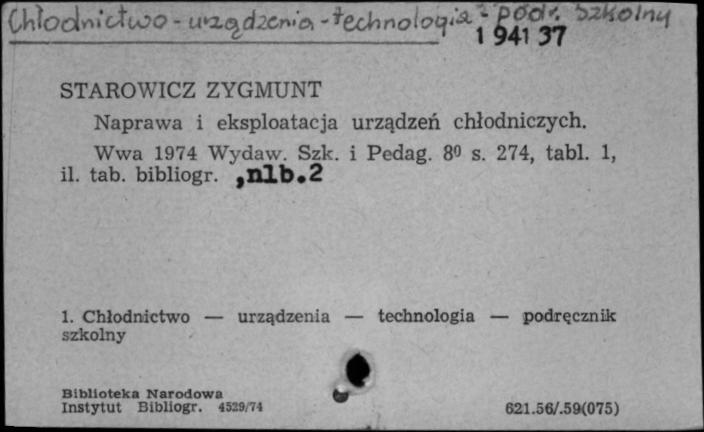 Chłodnictwo - urządzenia - technologia - podr. szkolny
1 941 37
STAROWICZ ZYGMUNT
Naprawa i eksploatacja urządzeń chłodniczych.
Wwa 1974 Wydaw. Szk. i Pedag. 8⁰ s. 274, tabl. 1,
il. tab. bibliogr. ,nlb.2
1. Chłodnictwo — urządzenia — technologia — podręcznik
szkolny
Biblioteka Narodowa
Instytut Bibliogr. 4529/74 621.56/.59(075)